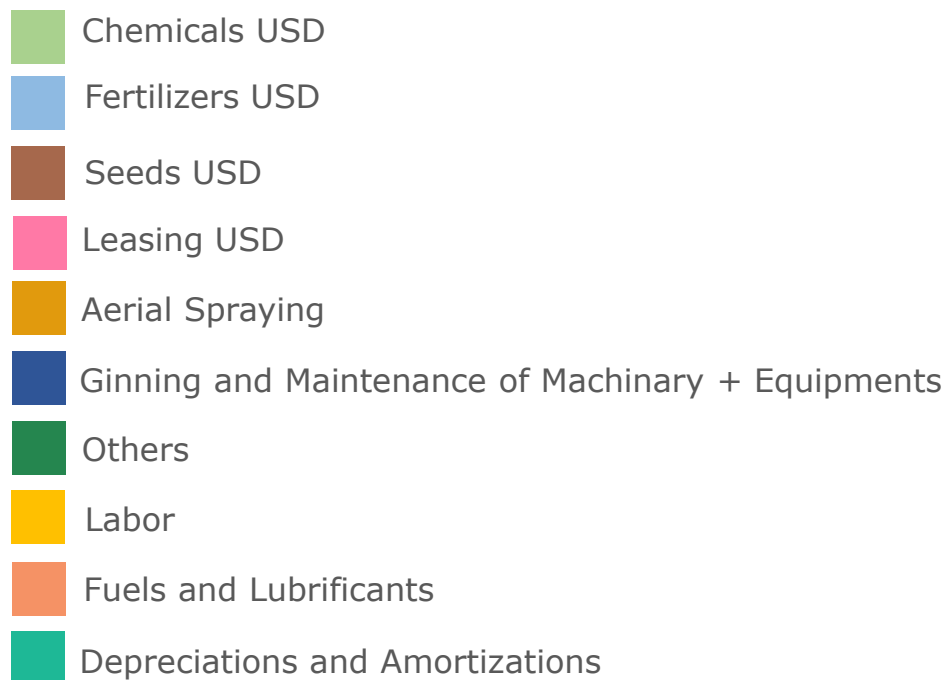 Chemicals USD
Fertilizers USD
Seeds USD
Leasing USD
Aerial Spraying
Ginning and Maintenance of Machinary + Equipments
Others
Labor
Fuels and Lubrificants
Depreciations and Amortizations